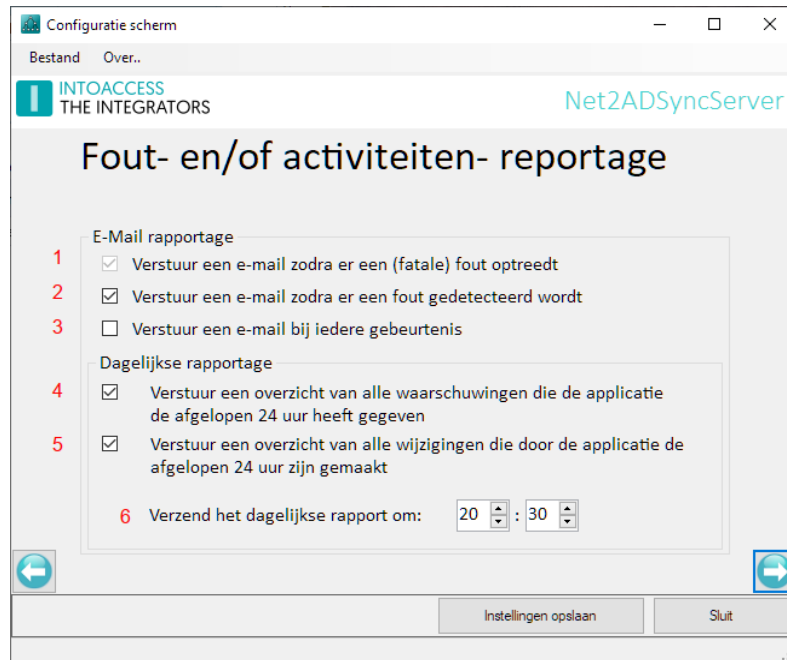 Configuratie scherm
Bestand Over..
INTOACCESS
THE INTEGRATORS
Net2ADSyncServer
Fout- en/of activiteiten- reportage
E-Mail rapportage
1 Verstuur een e-mail zodra er een (fatale) fout optreedt
2 Verstuur een e-mail zodra er een fout gedetecteerd wordt
3 Verstuur een e-mail bij iedere gebeurtenis
Dagelijkse rapportage
4 Verstuur een overzicht van alle waarschuwingen die de applicatie
de afgelopen 24 uur heeft gegeven
5 Verstuur een overzicht van alle wijzigingen die door de applicatie de
afgelopen 24 uur zijn gemaakt
6 Verzend het dagelijkse rapport om: 20 : 30
Instellingen opslaan Sluit